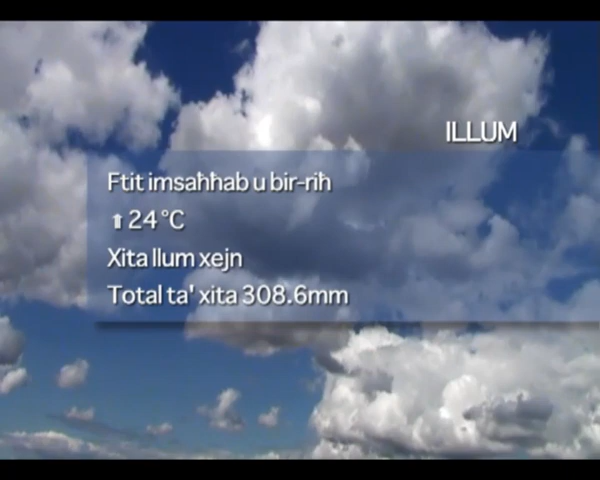 ILLUM
Ftit imsaħħab u bir-riħ
⬆ 24 °C
Xita llum xejn
Total ta' xita 308.6mm